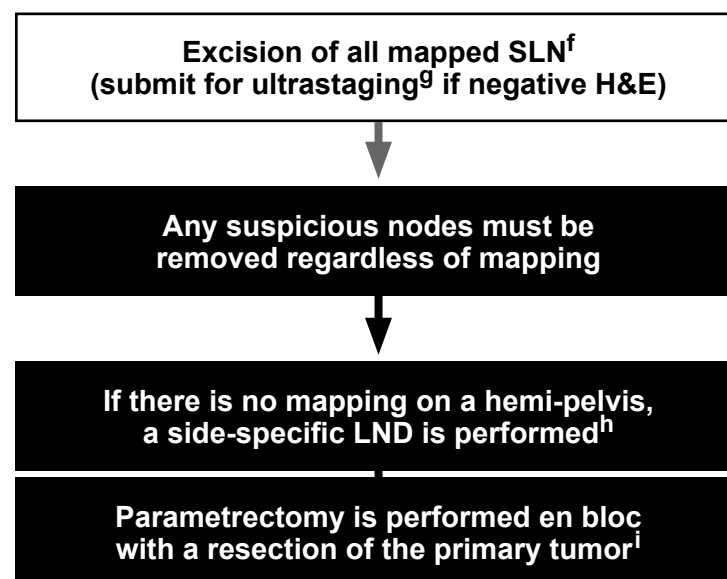 Excision of all mapped SLNᶠ
(submit for ultrastagingᵍ if negative H&E)
Any suspicious nodes must be
removed regardless of mapping
If there is no mapping on a hemi-pelvis,
a side-specific LND is performedʰ
Parametrectomy is performed en bloc
with a resection of the primary tumorⁱ